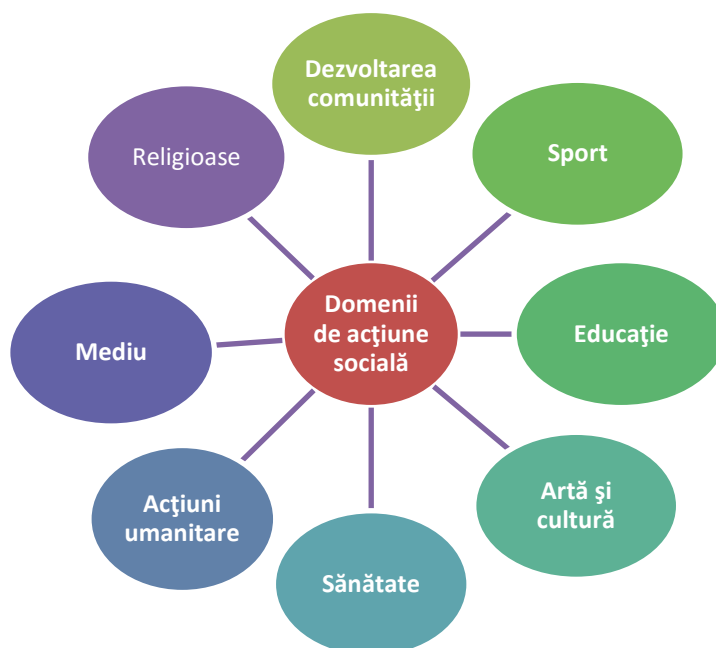 Dezvoltarea
comunităţii
Sport
Educaţie
Artă şi
cultură
Sănătate
Acţiuni
umanitare
Mediu
Religioase
Domenii
de acţiune
socială